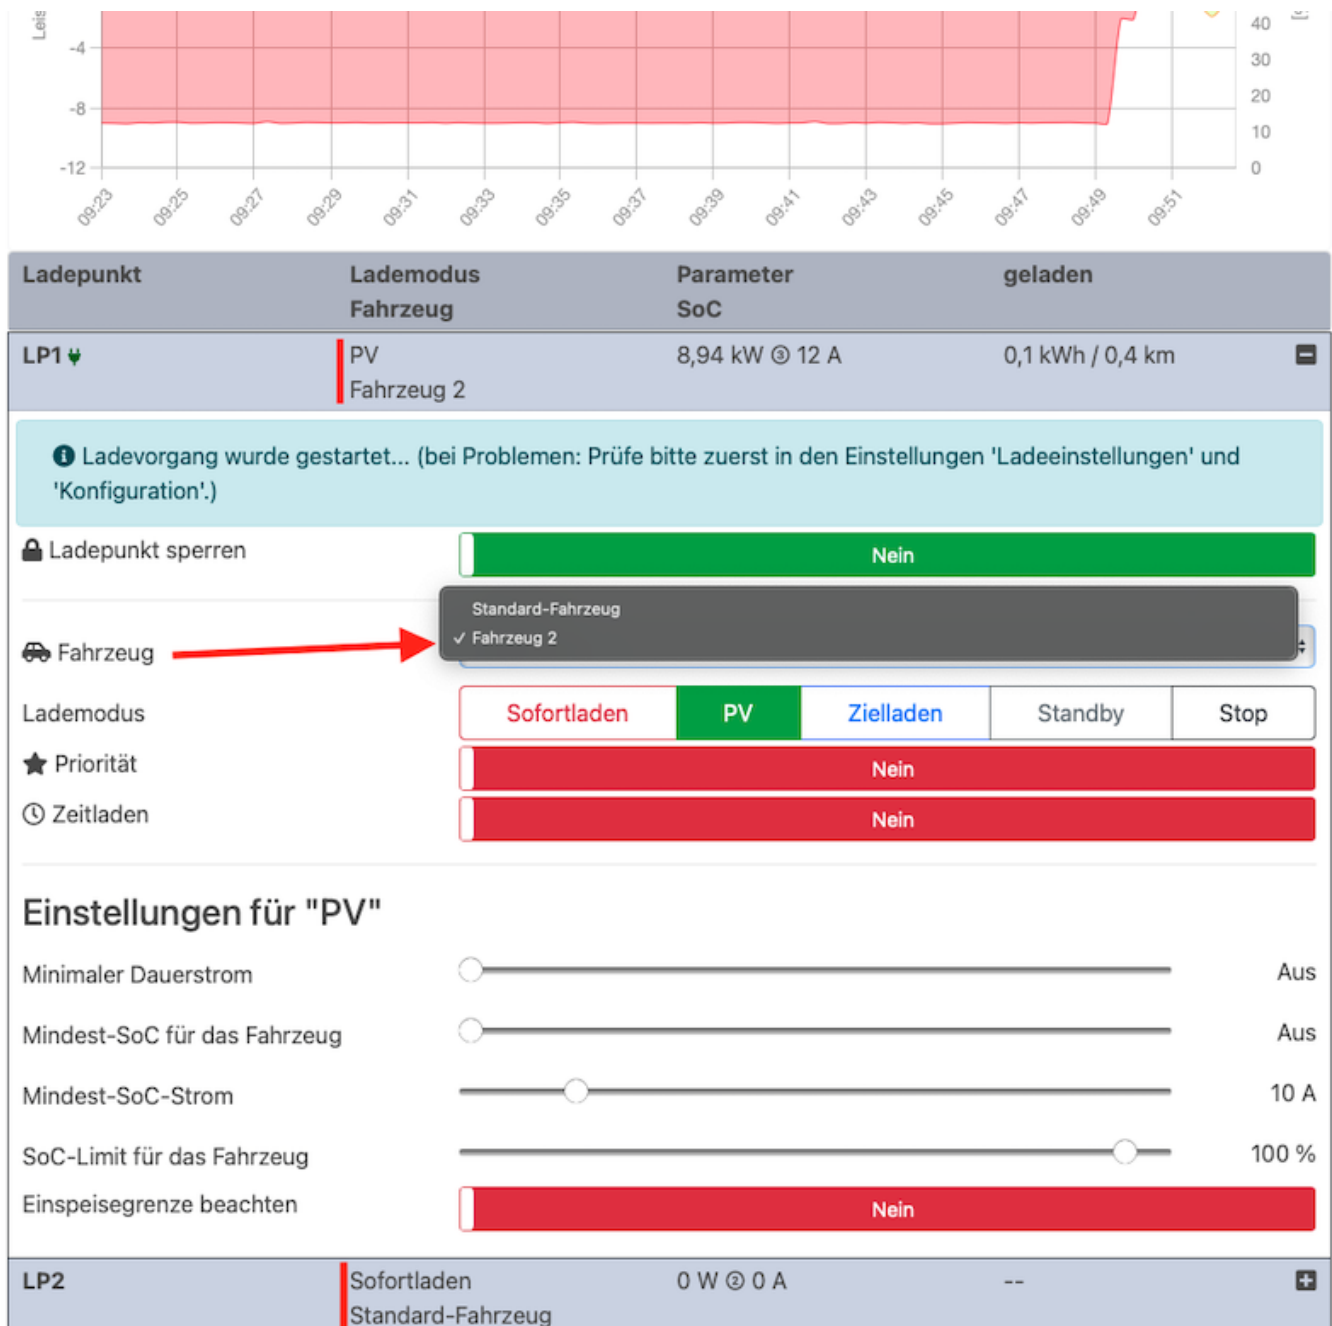 Leis
40
-4
30
-8
20
10
-12
0
09:23 09:25 09:27 09:29 09:31 09:33 09:35 09:37 09:39 09:41 09:43 09:45 09:47 09:49 09:51
Ladepunkt Lademodus Parameter geladen
Fahrzeug SoC
LP1 PV 8,94 kW ③ 12 A 0,1 kWh / 0,4 km
Fahrzeug 2
Ladevorgang wurde gestartet... (bei Problemen: Prüfe bitte zuerst in den Einstellungen 'Ladeeinstellungen' und
'Konfiguration'.)
Ladepunkt sperren Nein
Standard-Fahrzeug
✓ Fahrzeug 2
Fahrzeug
Lademodus Sofortladen PV Zielladen Standby Stop
Priorität Nein
Zeitladen Nein
Einstellungen für "PV"
Minimaler Dauerstrom Aus
Mindest-SoC für das Fahrzeug Aus
Mindest-SoC-Strom 10 A
SoC-Limit für das Fahrzeug 100 %
Einspeisegrenze beachten Nein
LP2 Sofortladen 0 W ② 0 A --
Standard-Fahrzeug